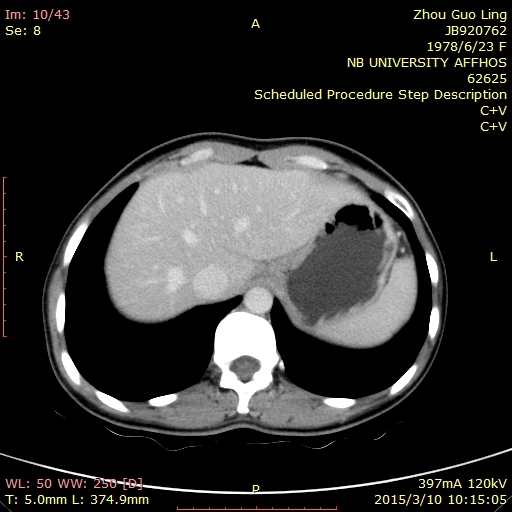 Im: 10/43
Se: 8
A
Zhou Guo Ling
JB920762
1978/6/23 F
NB UNIVERSITY AFFHOS
62625
Scheduled Procedure Step Description
C+V
C+V
R
L
WL: 50 WW: 250 [D]
T: 5.0mm L: 374.9mm
P
397mA 120kV
2015/3/10 10:15:05